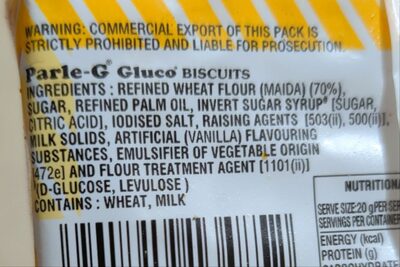 WARNING: COMMERCIAL EXPORT OF THIS PACK IS
STRICTLY PROHIBITED AND LIABLE FOR PROSECUTION.
Parle-G® Gluco® BISCUITS
INGREDIENTS : REFINED WHEAT FLOUR (MAIDA) (70%),
SUGAR, REFINED PALM OIL, INVERT SUGAR SYRUP# [SUGAR,
CITRIC ACID), IODISED SALT, RAISING AGENTS [503(ii), 500(ii)],
MILK SOLIDS, ARTIFICIAL (VANILLA) FLAVOURING
SUBSTANCES, EMULSIFIER OF VEGETABLE ORIGIN
[472e] AND FLOUR TREATMENT AGENT [1101(ii)]
(D-GLUCOSE, LEVULOSE)
CONTAINS : WHEAT, MILK
NUTRITIONA
SERVE SIZE:20 g PER SER
SERVINGS PER CONTAINER
ENERGY (kcal)
PROTEIN (g)
CARBOHYDRATE